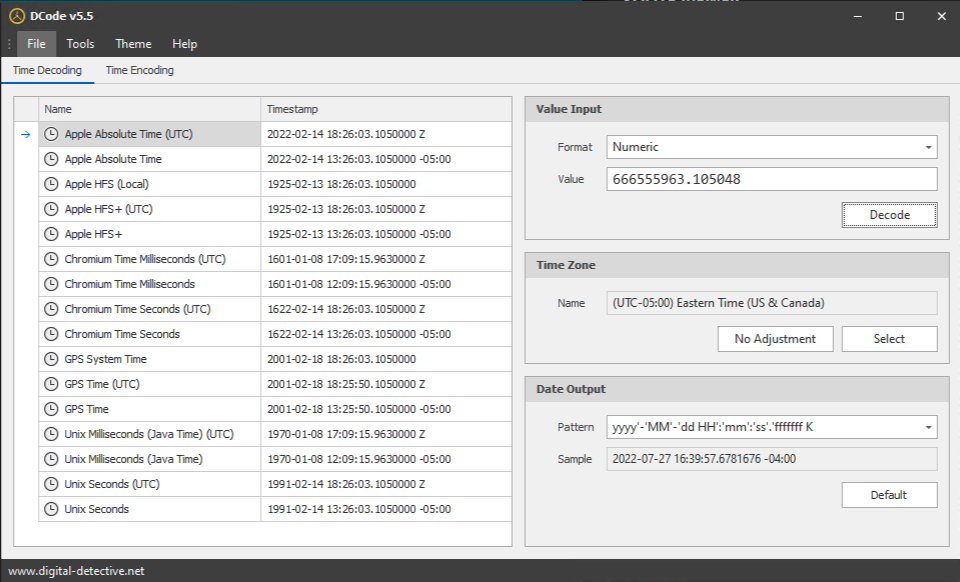 DCode v5.5
File Tools Theme Help
Time Decoding Time Encoding
Name Timestamp
Apple Absolute Time (UTC) 2022-02-14 18:26:03.1050000 Z
Apple Absolute Time 2022-02-14 13:26:03.1050000 -05:00
Apple HFS (Local) 1925-02-13 18:26:03.1050000
Apple HFS+ (UTC) 1925-02-13 18:26:03.1050000 Z
Apple HFS+ 1925-02-13 13:26:03.1050000 -05:00
Chromium Time Milliseconds (UTC) 1601-01-08 17:09:15.9630000 Z
Chromium Time Milliseconds 1601-01-08 12:09:15.9630000 -05:00
Chromium Time Seconds (UTC) 1622-02-14 18:26:03.1050000 Z
Chromium Time Seconds 1622-02-14 13:26:03.1050000 -05:00
GPS System Time 2001-02-18 18:26:03.1050000
GPS Time (UTC) 2001-02-18 18:25:50.1050000 Z
GPS Time 2001-02-18 13:25:50.1050000 -05:00
Unix Milliseconds (Java Time) (UTC) 1970-01-08 17:09:15.9630000 Z
Unix Milliseconds (Java Time) 1970-01-08 12:09:15.9630000 -05:00
Unix Seconds (UTC) 1991-02-14 18:26:03.1050000 Z
Unix Seconds 1991-02-14 13:26:03.1050000 -05:00
Value Input
Format Numeric
Value 666555963.105048
Decode
Time Zone
Name (UTC-05:00) Eastern Time (US & Canada)
No Adjustment Select
Date Output
Pattern yyyy'-'MM'-'dd HH':'mm':'ss'.'fffffff K
Sample 2022-07-27 16:39:57.6781676 -04:00
Default
www.digital-detective.net